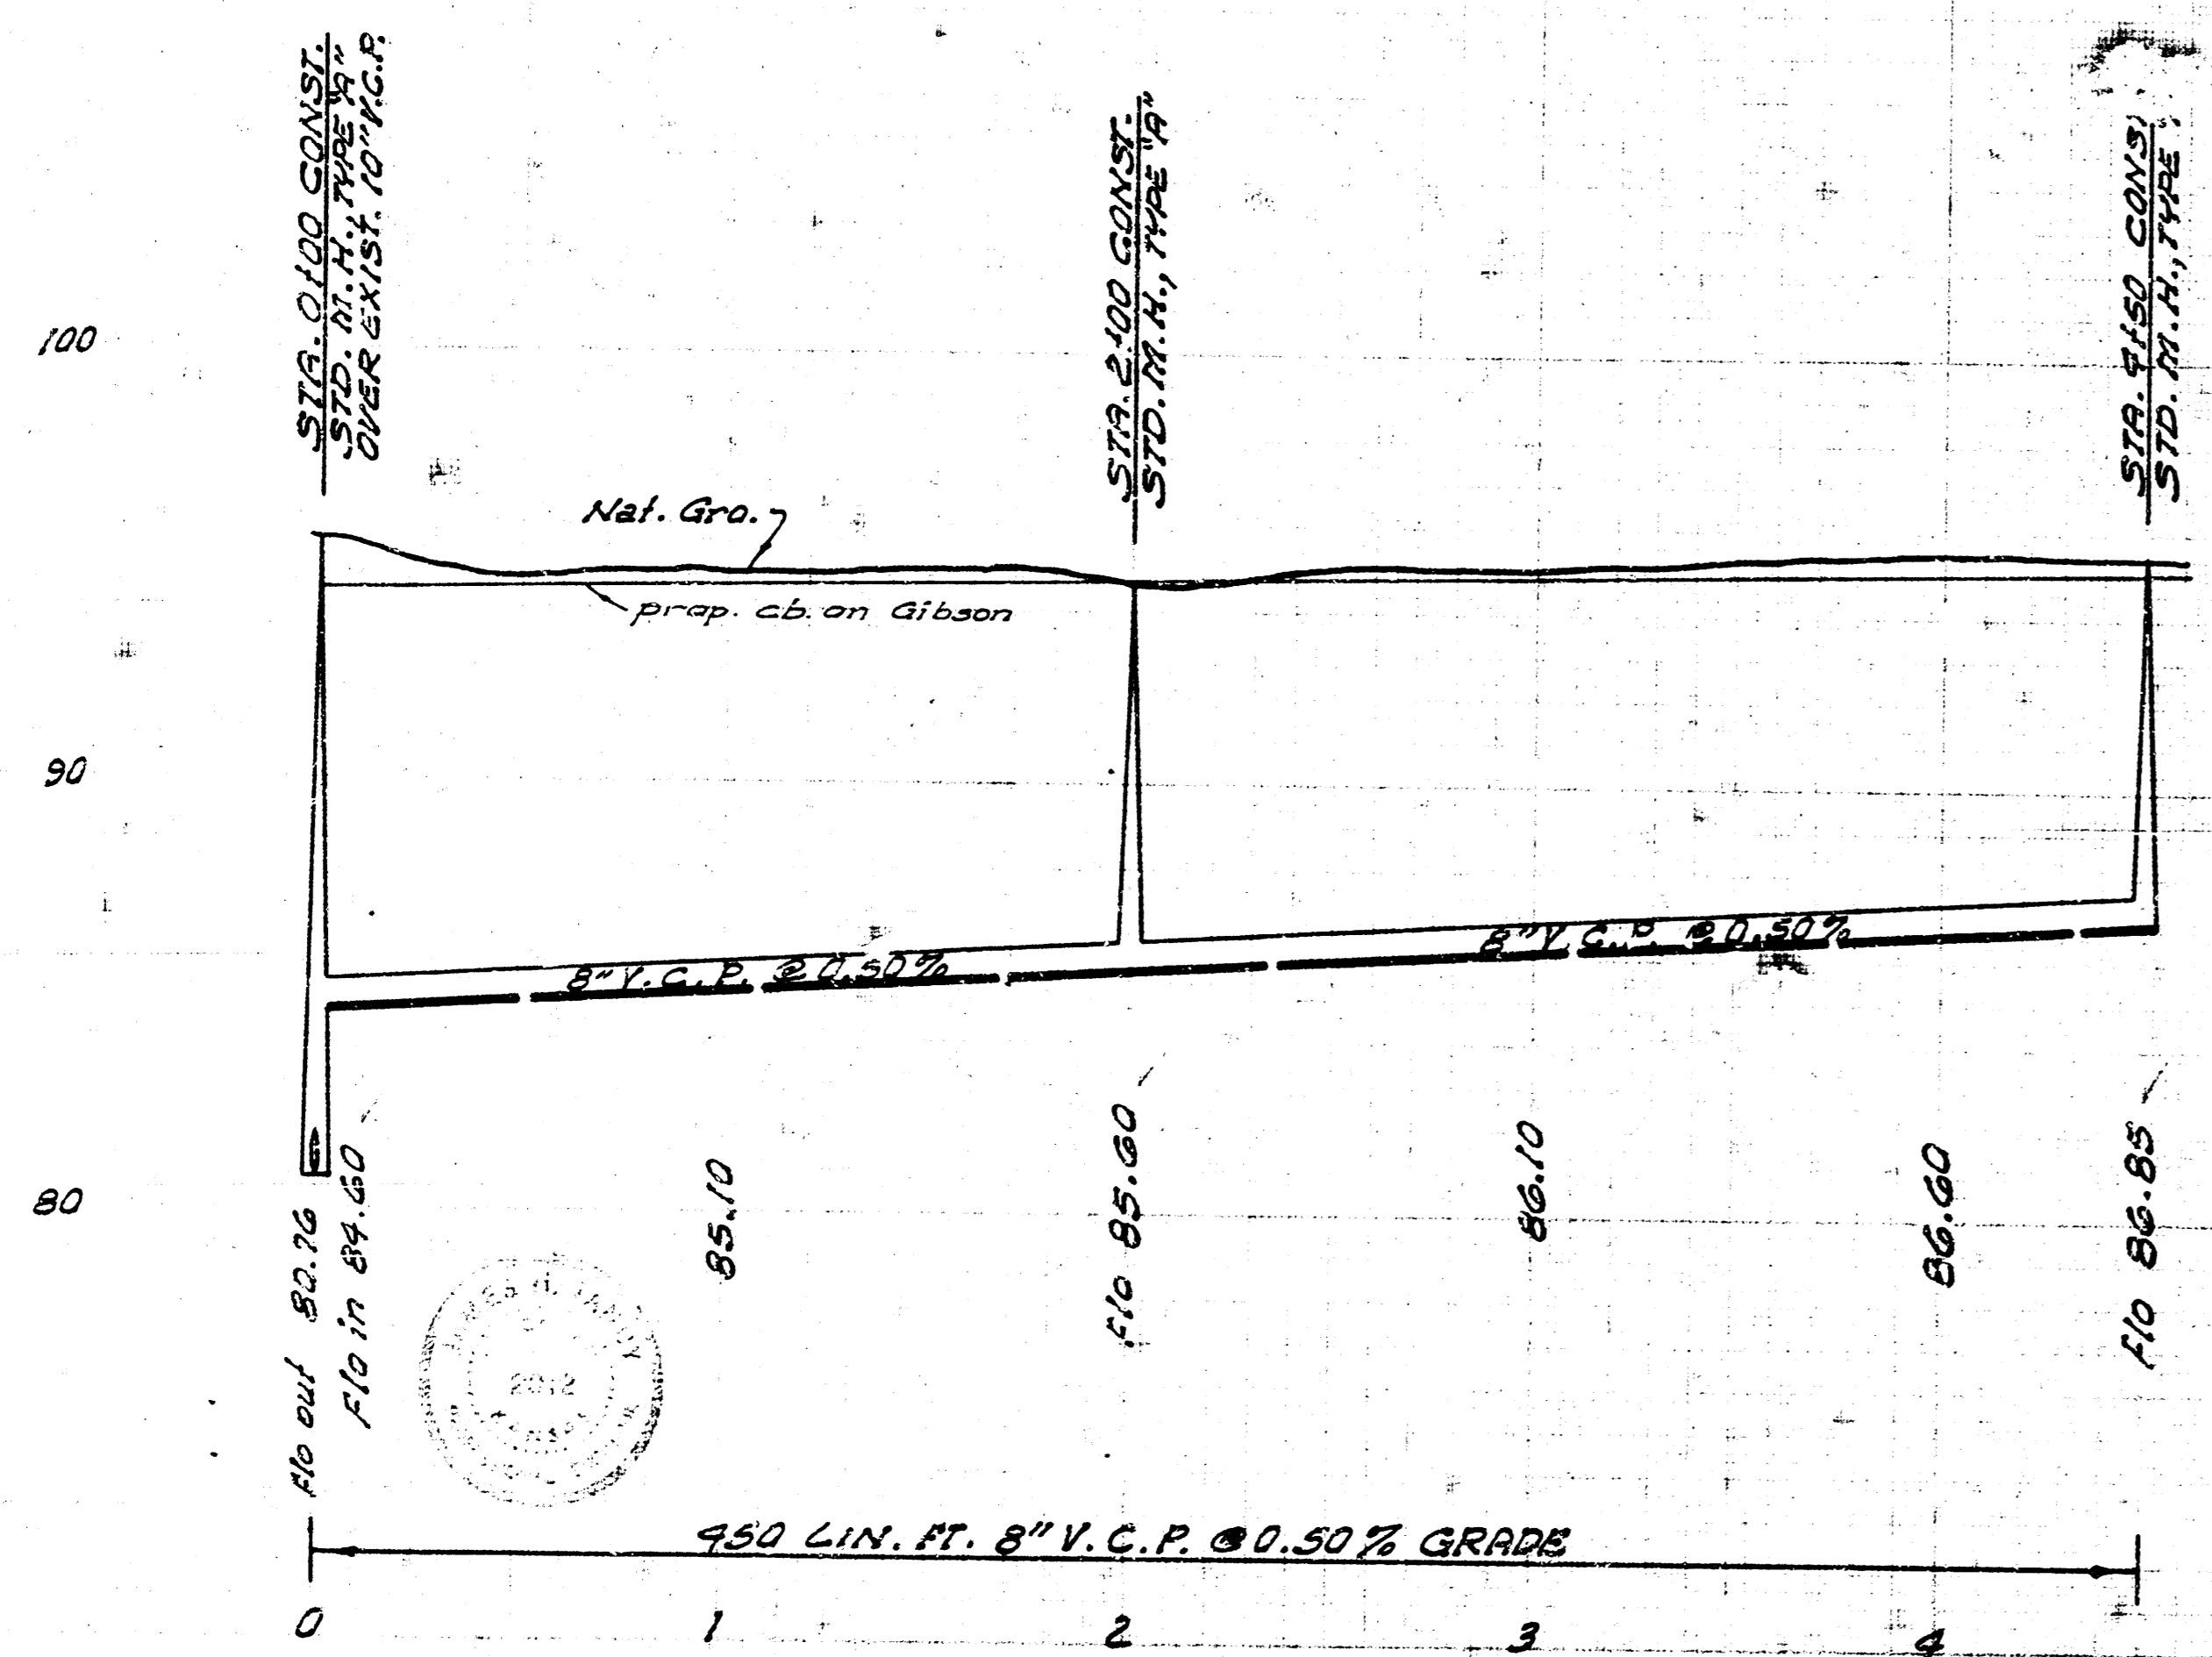 STA. 0+00 CONST.
STD. M.H., TYPE "A"
OVER EXIST. 10" V.C.P.
STA. 2+00 CONST.
STD. M.H., TYPE "A"
STA. 4+50 CONST.
STD. M.H., TYPE
100
90
80
Nat. Gro.
prop. cb. on Gibson
8" V.C.P. @ 0.50%
8" V.C.P. @ 0.50%
Flo out 80.76
Flo in 84.60
85.10
Flo 85.60
86.10
86.60
Flo 86.85
450 LIN. FT. 8" V.C.P. @ 0.50% GRADE
0 1 2 3 4